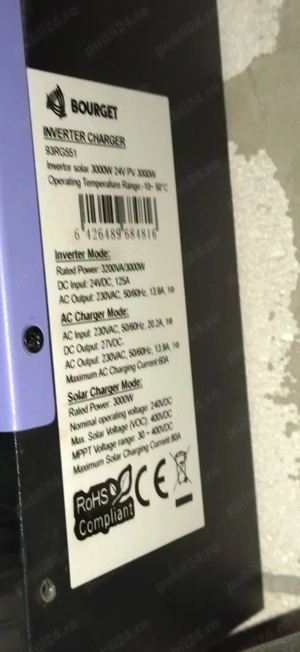 BOURGET
INVERTER CHARGER
93RG551
Invertor solar 3000W 24V PV 3000W
Operating Temperature Range:-10~ 50°C
6 426489 684816
Inverter Mode:
Rated Power: 3200VA/3000W
DC Input: 24VDC, 125A
AC Output: 230VAC, 50/60HZ, 13.9A, 1Φ
AC Charger Mode:
AC Input: 230VAC, 50/60HZ, 20.2A, 1Φ
DC Output: 27VDC,
AC Output: 230VAC, 50/60HZ, 13.9A, 1Φ
Maximum AC Charging Current 60A
Solar Charger Mode:
Rated Power: 3000W
Nominal operating voltage: 240VDC
Max. Solar Voltage (VOC) 400VDC
MPPT Voltage range: 30 ~ 400VDC
Maximum Solar Charging Current 80A
RoHS
Compliant
CE
publi24.ro